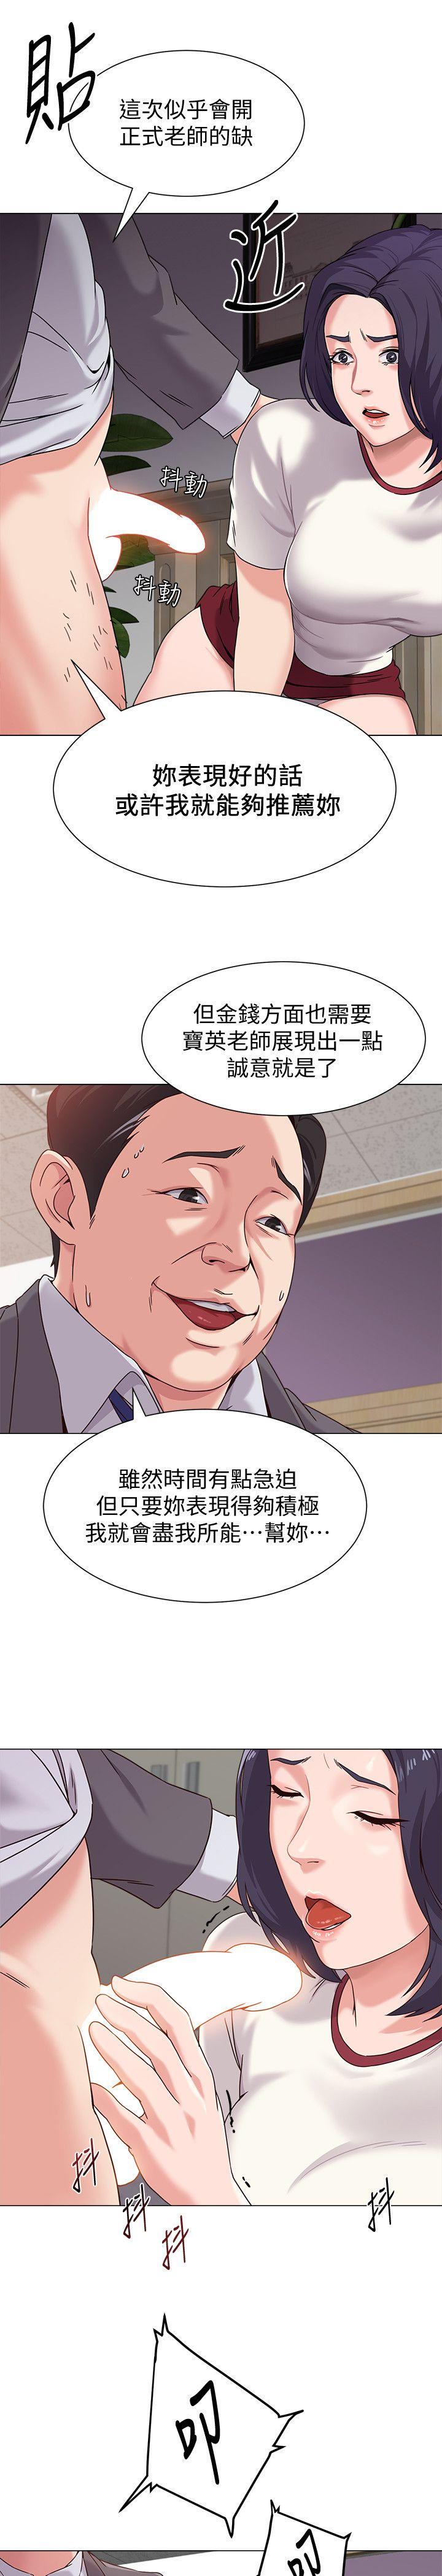 貼
這次似乎會開
正式老師的缺
近
抖動
抖動
妳表現好的話
或許我就能夠推薦妳
但金錢方面也需要
寶英老師展現出一點
誠意就是了
雖然時間有點急迫
但只要妳表現得夠積極
我就會盡我所能…幫妳…
抖
抖
抖
抖
叩
叩